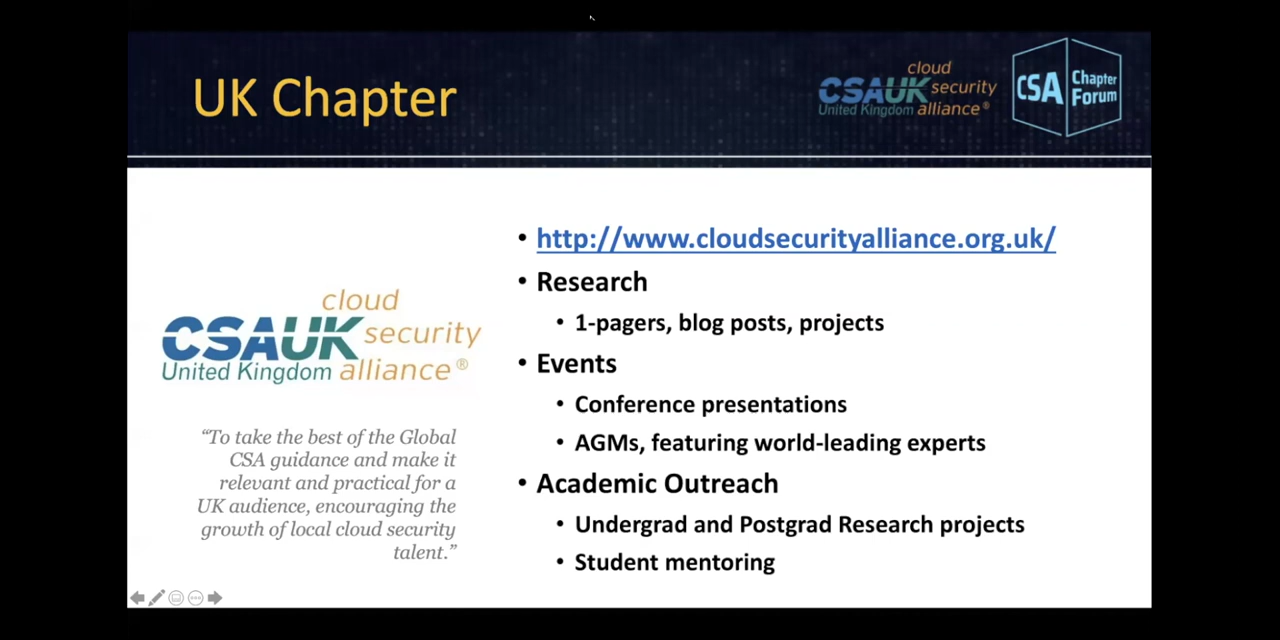 UK Chapter
cloud
CSAUK security
United Kingdom alliance®
CSA Chapter
Forum
• http://www.cloudsecurityalliance.org.uk/
• Research
• 1-pagers, blog posts, projects
• Events
• Conference presentations
• AGMs, featuring world-leading experts
• Academic Outreach
• Undergrad and Postgrad Research projects
• Student mentoring
cloud
CSAUK security
United Kingdom alliance®
“To take the best of the Global
CSA guidance and make it
relevant and practical for a
UK audience, encouraging the
growth of local cloud security
talent.”